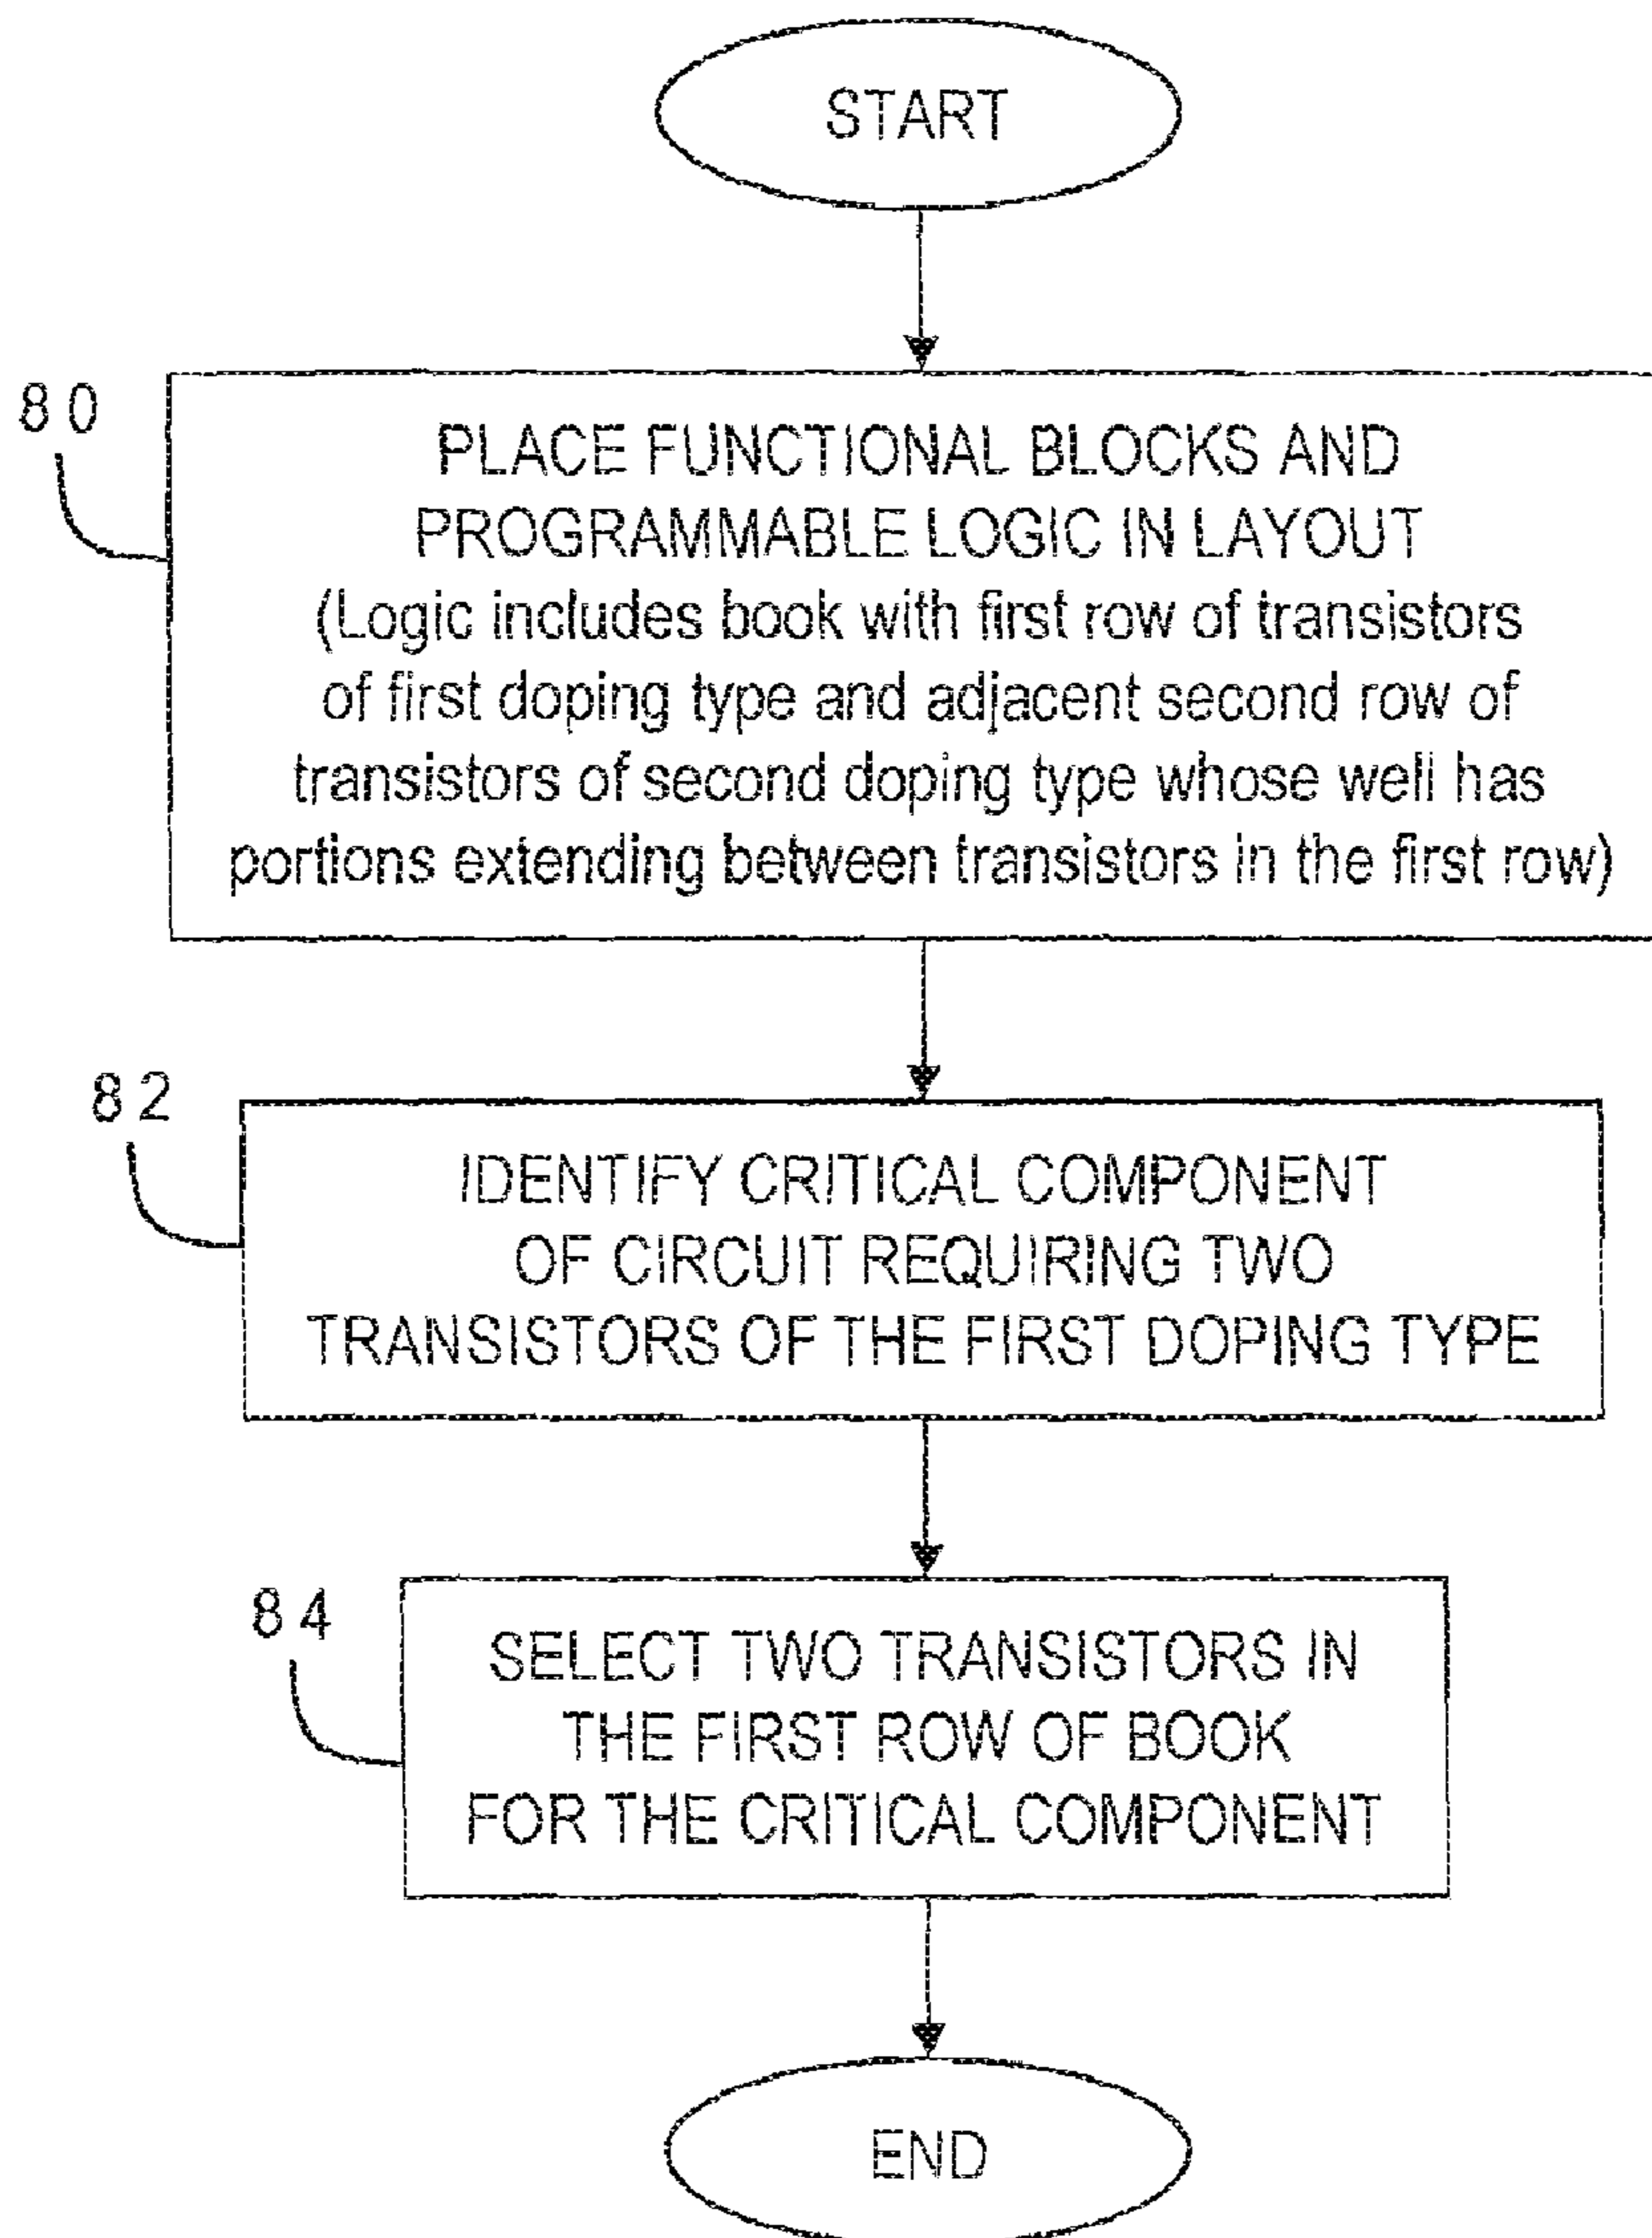 START
80
PLACE FUNCTIONAL BLOCKS AND
PROGRAMMABLE LOGIC IN LAYOUT
(Logic includes book with first row of transistors
of first doping type and adjacent second row of
transistors of second doping type whose well has
portions extending between transistors in the first row)
82
IDENTIFY CRITICAL COMPONENT
OF CIRCUIT REQUIRING TWO
TRANSISTORS OF THE FIRST DOPING TYPE
84
SELECT TWO TRANSISTORS IN
THE FIRST ROW OF BOOK
FOR THE CRITICAL COMPONENT
END